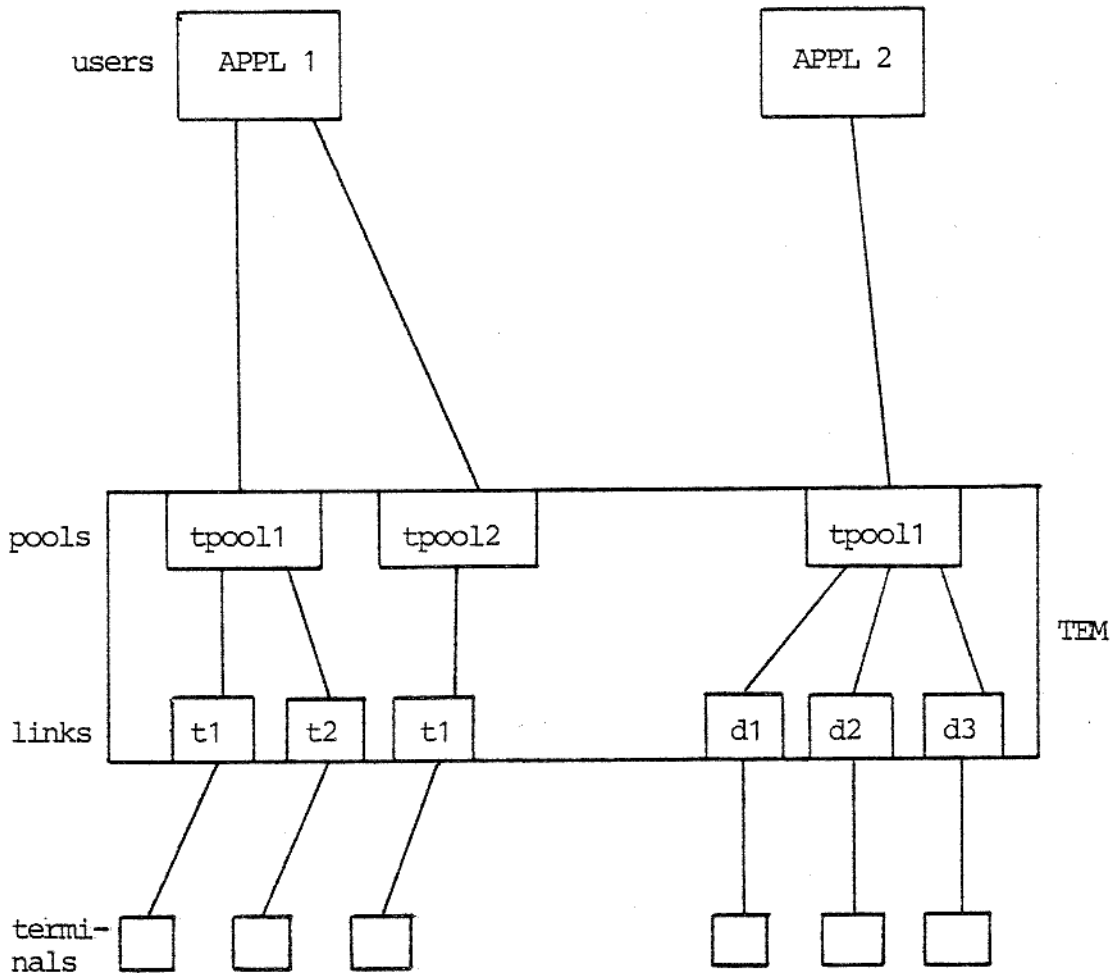 users APPL 1 APPL 2
pools tpool1 tpool2 tpool1
TEM
links t1 t2 t1 d1 d2 d3
termi-
nals